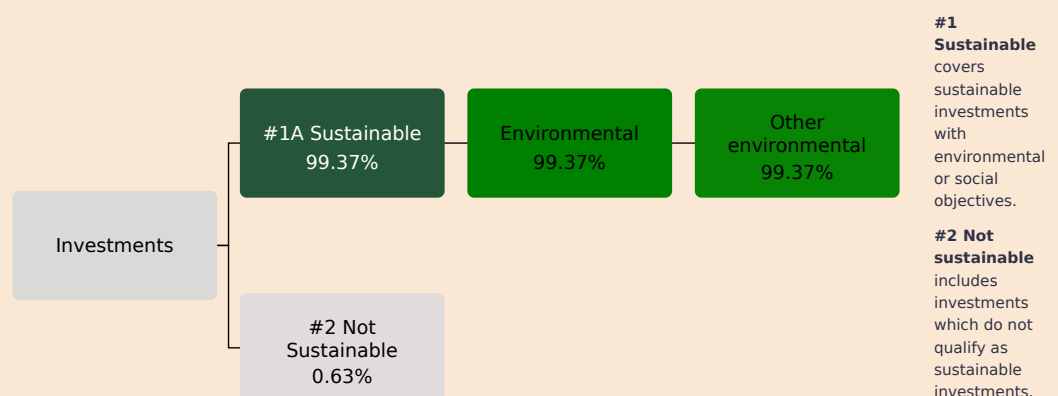 Investments
#1A Sustainable
99.37%
Environmental
99.37%
Other
environmental
99.37%
#2 Not
Sustainable
0.63%
#1
Sustainable
covers
sustainable
investments
with
environmental
or social
objectives.
#2 Not
sustainable
includes
investments
which do not
qualify as
sustainable
investments.